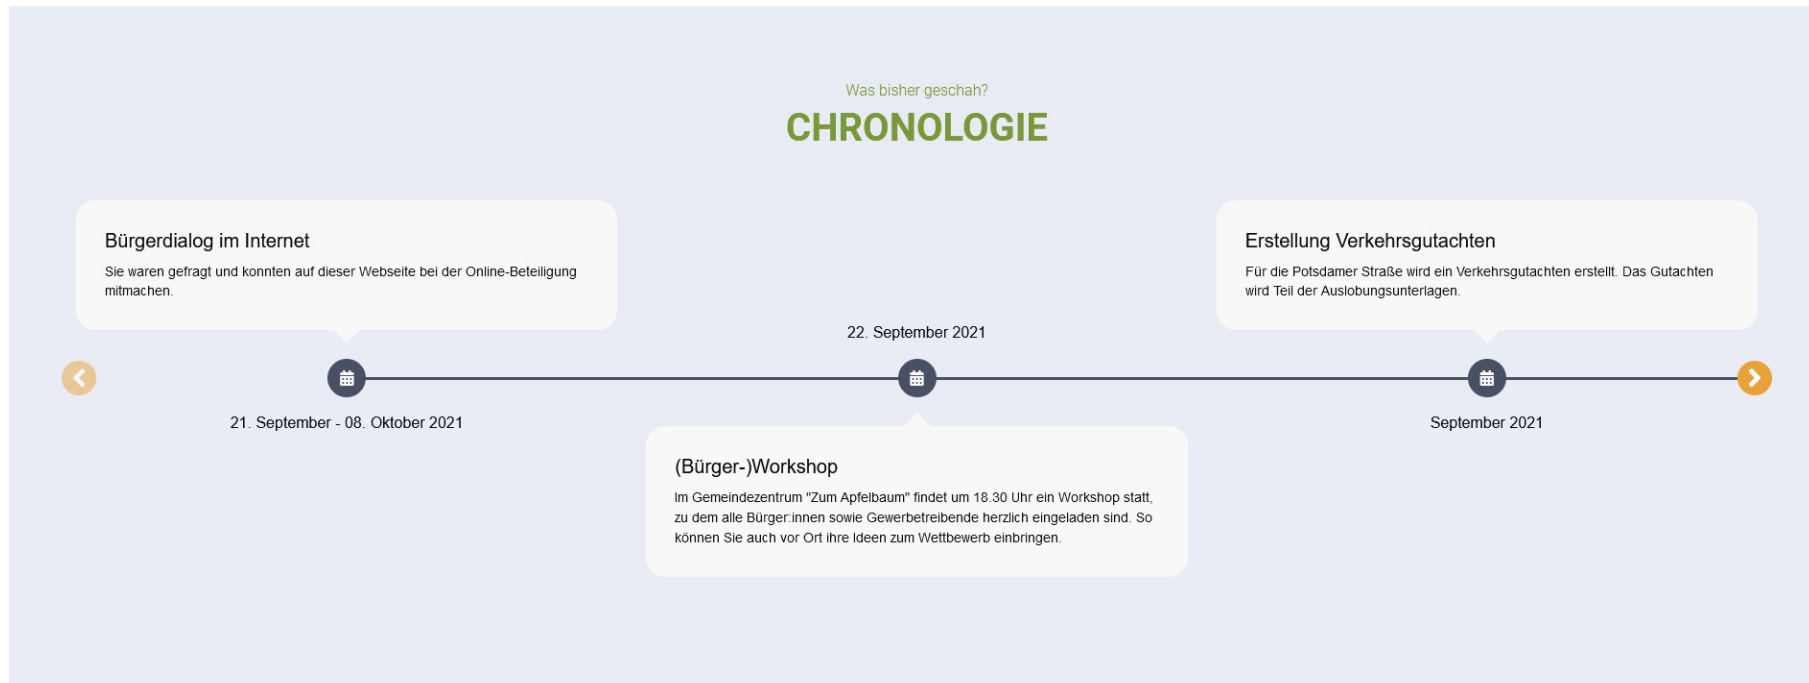 Was bisher geschah?
CHRONOLOGIE
Bürgerdialog im Internet
Sie waren gefragt und konnten auf dieser Webseite bei der Online-Beteiligung
mitmachen.
21. September - 08. Oktober 2021
22. September 2021
(Bürger-)Workshop
Im Gemeindezentrum "Zum Apfelbaum" findet um 18.30 Uhr ein Workshop statt,
zu dem alle Bürger:innen sowie Gewerbetreibende herzlich eingeladen sind. So
können Sie auch vor Ort ihre Ideen zum Wettbewerb einbringen.
Erstellung Verkehrsgutachten
Für die Potsdamer Straße wird ein Verkehrsgutachten erstellt. Das Gutachten
wird Teil der Auslobungsunterlagen.
September 2021